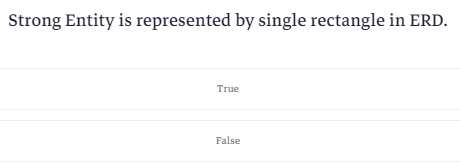 Strong Entity is represented by single rectangle in ERD.
True
False